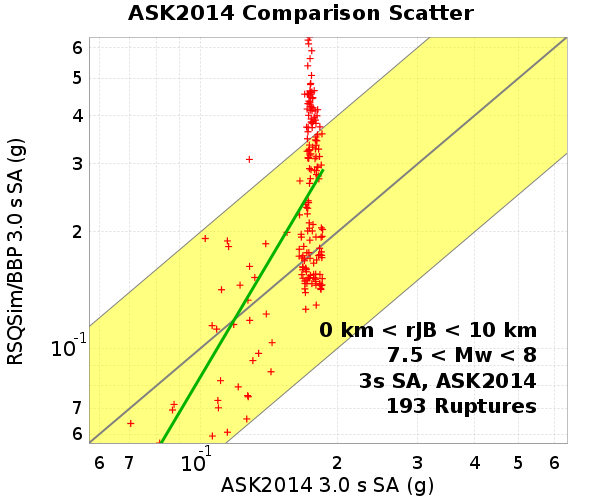 ASK2014 Comparison Scatter
RSQSim/BBP 3.0 s SA (g)
6
5
4
3
2
10-1
7
6
0 km < rJB < 10 km
7.5 < Mw < 8
3s SA, ASK2014
193 Ruptures
6 7 10-1 2 3 4 5 6
ASK2014 3.0 s SA (g)